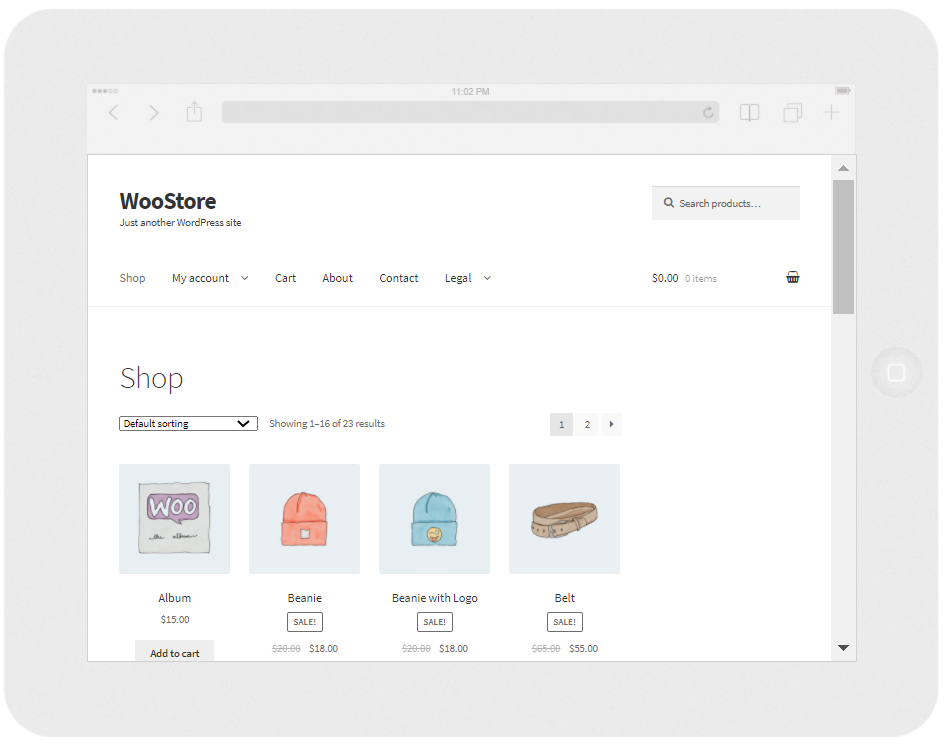 11:02 PM
WooStore
Just another WordPress site
Search products…
Shop My account Cart About Contact Legal $0.00 0 items
Shop
Default sorting Showing 1–16 of 23 results 1 2
WOO
the album
Album Beanie Beanie with Logo Belt
$15.00 SALE! SALE! SALE!
Add to cart $20.00 $18.00 $20.00 $18.00 $65.00 $55.00